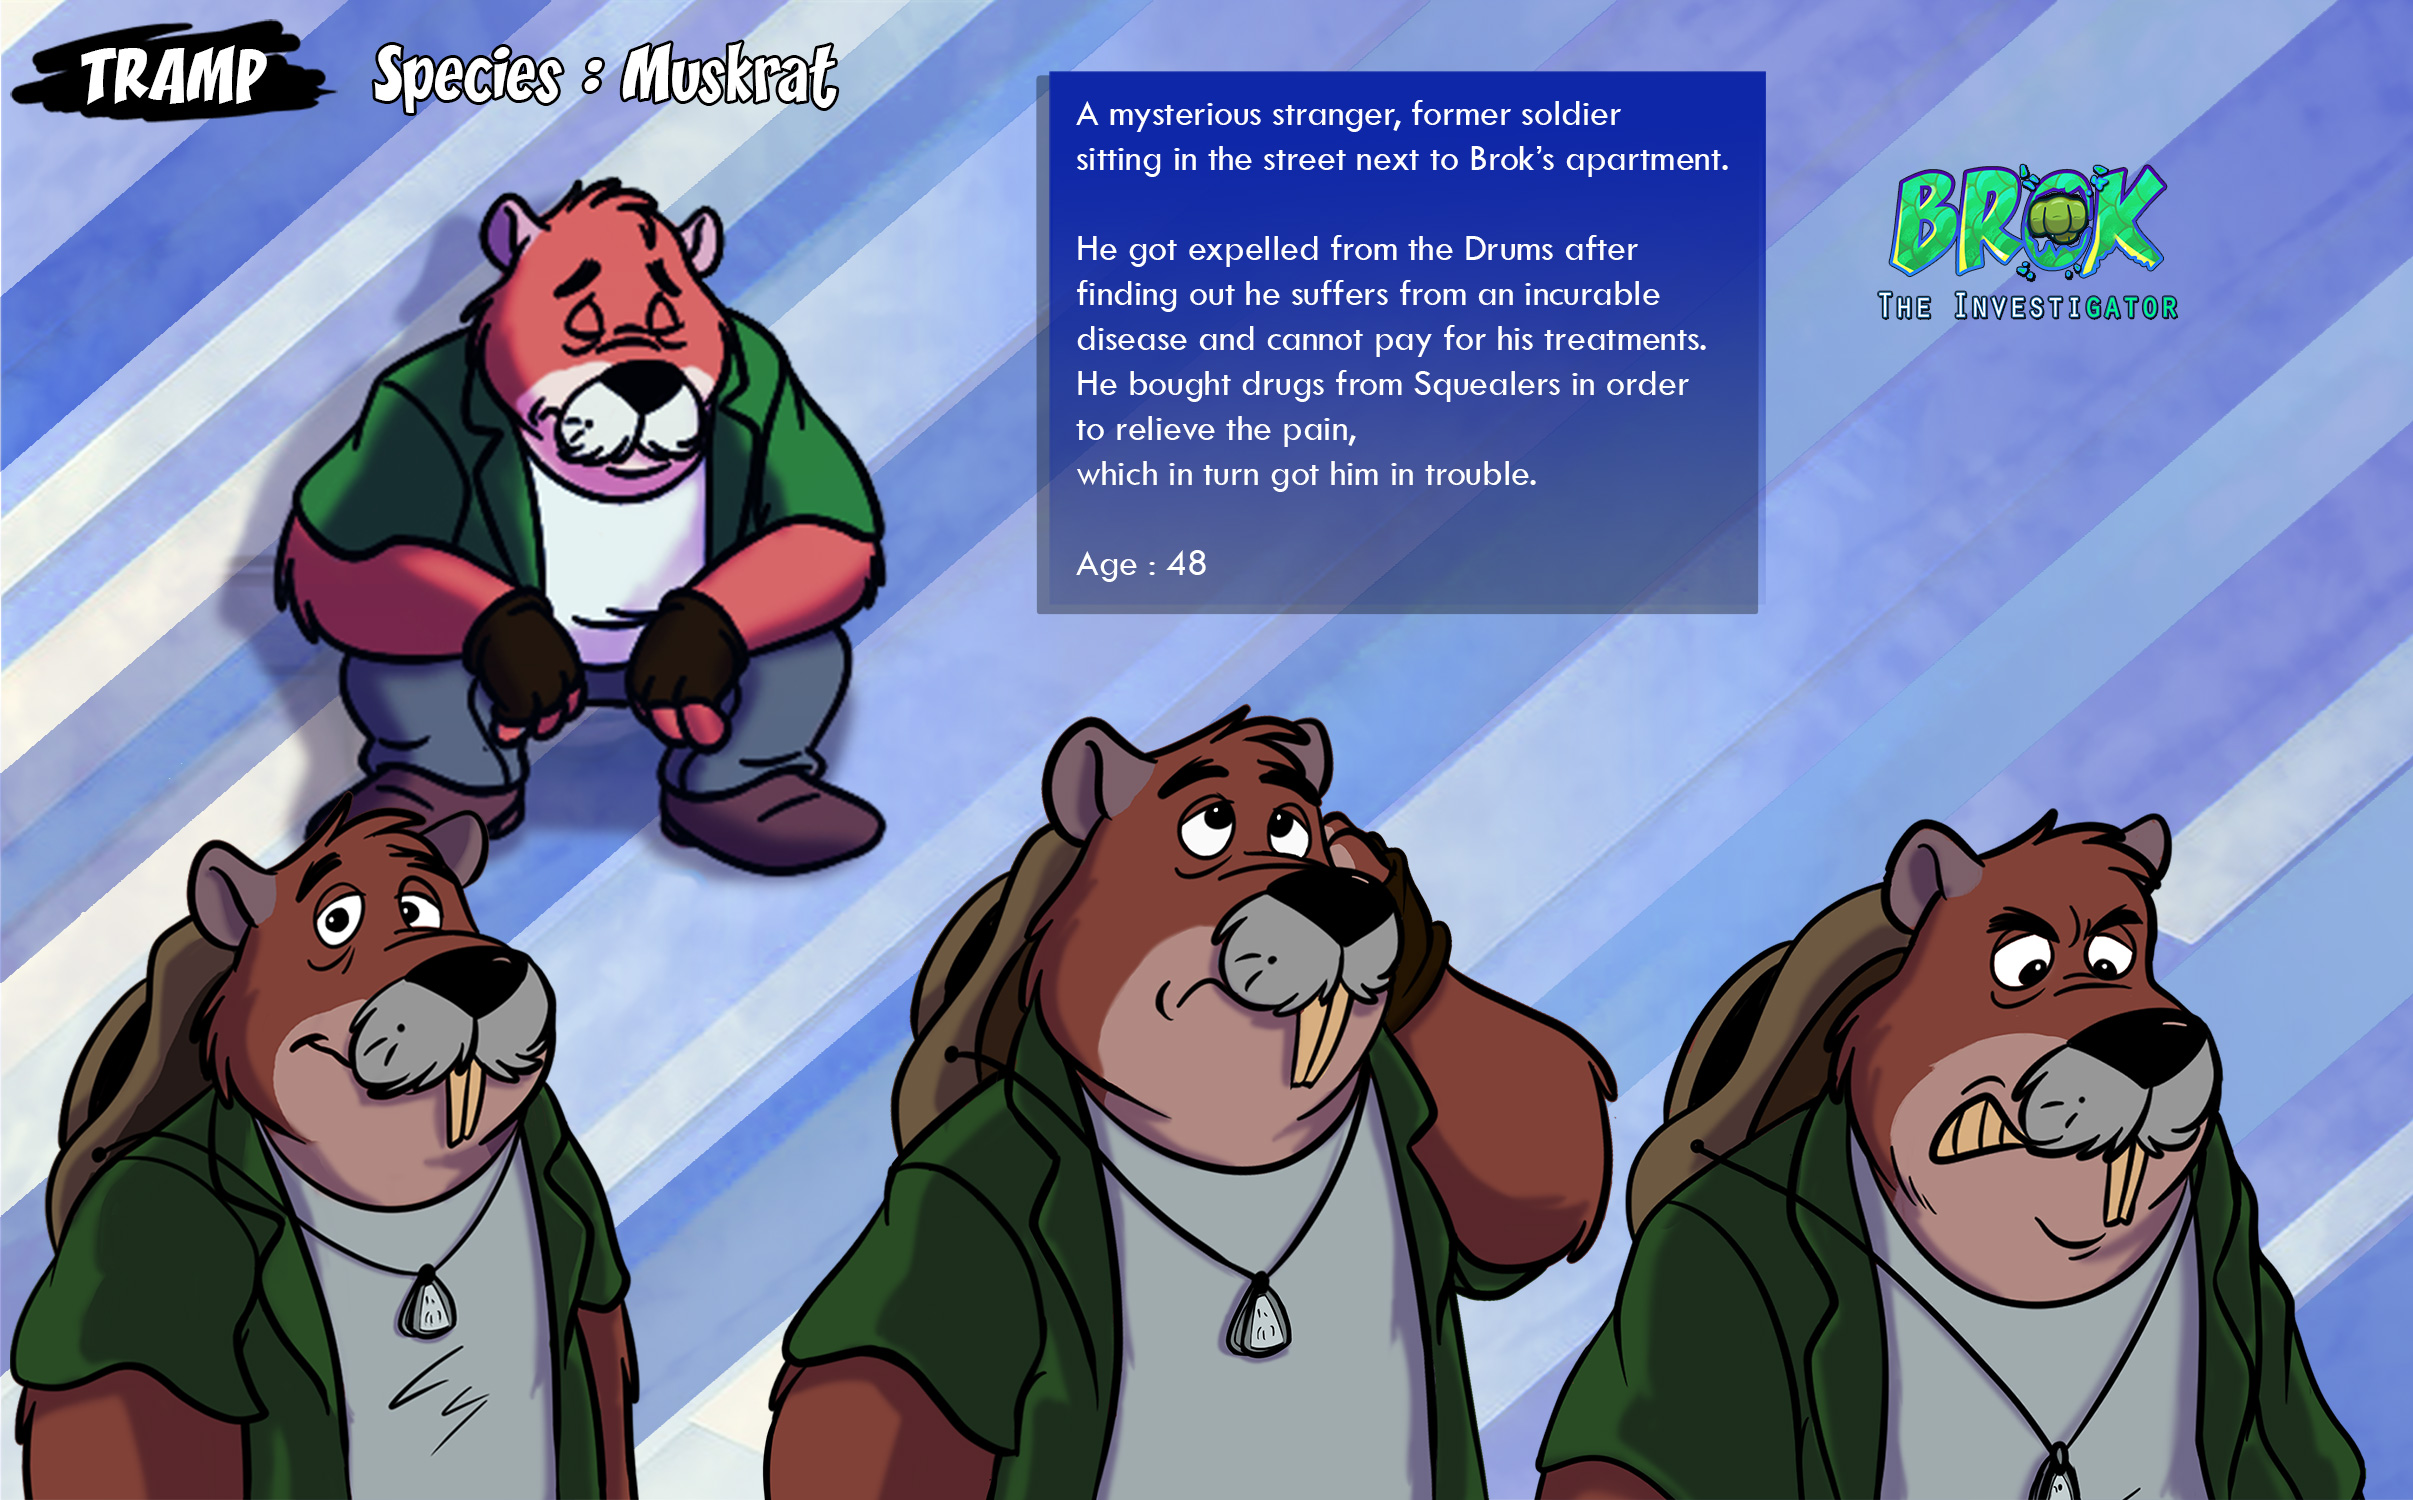 TRAMP
Species : Muskrat
A mysterious stranger, former soldier
sitting in the street next to Brok’s apartment.
He got expelled from the Drums after
finding out he suffers from an incurable
disease and cannot pay for his treatments.
He bought drugs from Squealers in order
to relieve the pain,
which in turn got him in trouble.
Age : 48
BROK
THE INVESTIGATOR